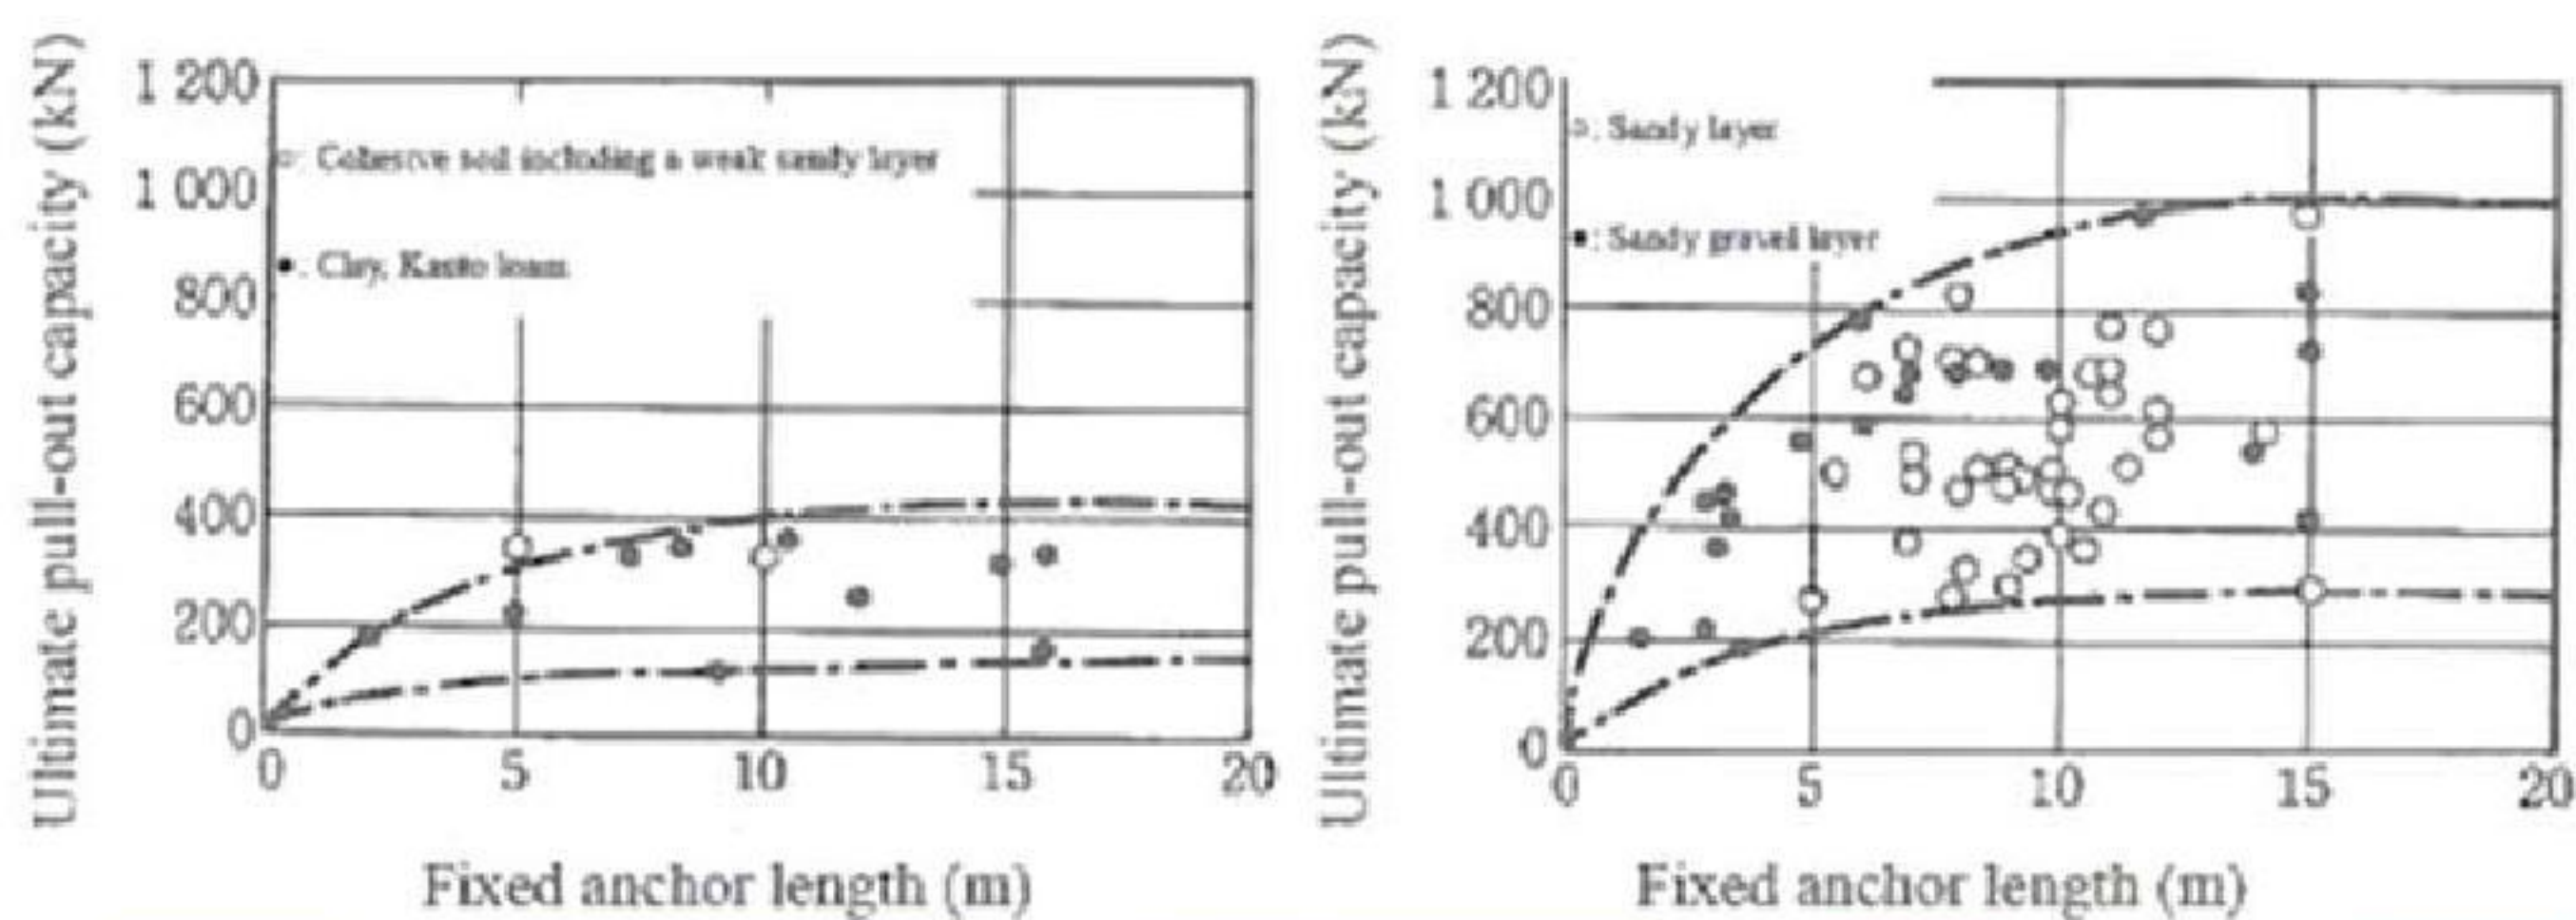 Ultimate pull-out capacity (kN)
1 200
1 000
800
600
400
200
0
○: Cohesive soil including a weak sandy layer
●: Clay, Kanto loam
0 5 10 15 20
Fixed anchor length (m)
Ultimate pull-out capacity (kN)
1 200
1 000
800
600
400
200
0
○: Sandy layer
●: Sandy gravel layer
0 5 10 15 20
Fixed anchor length (m)